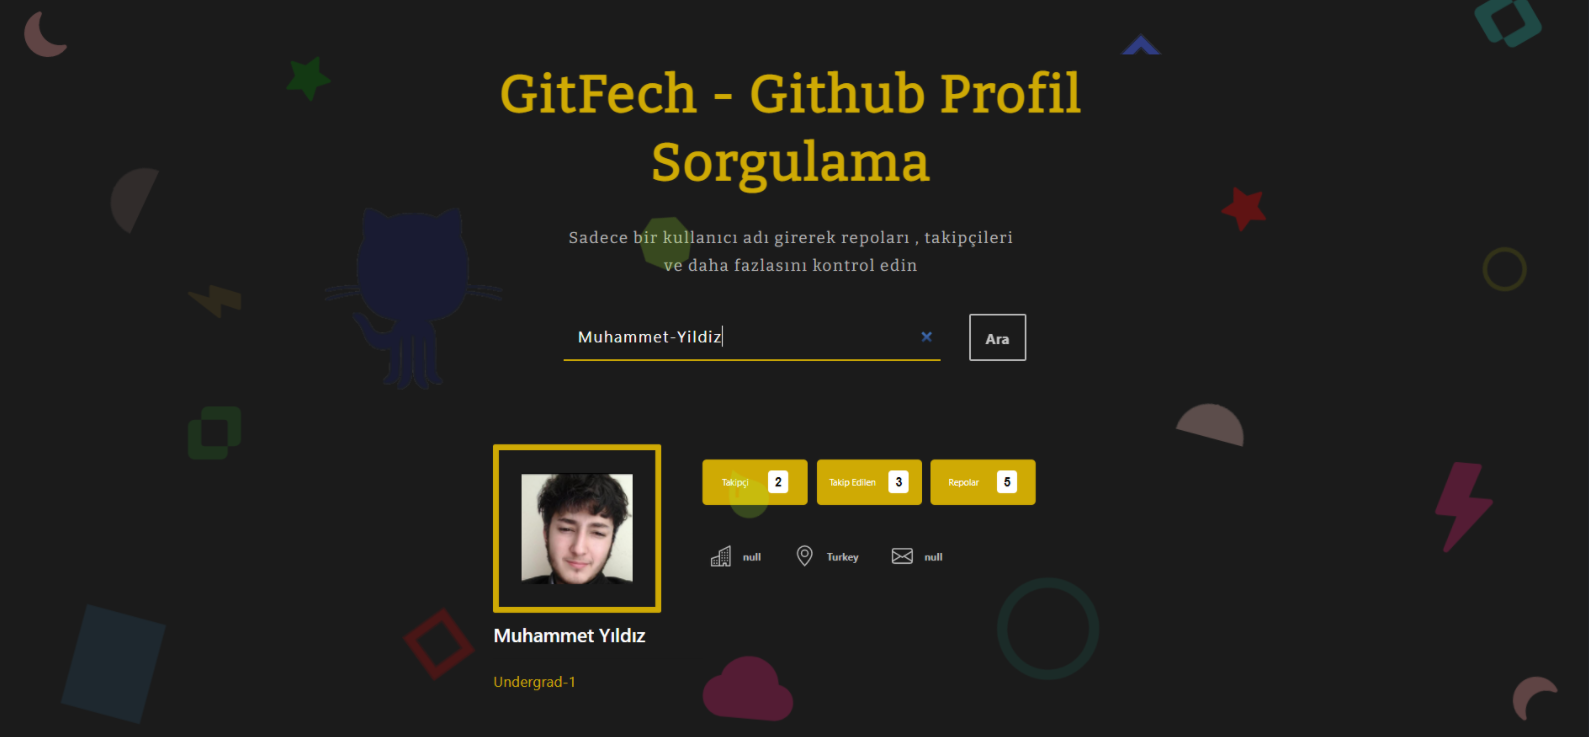 GitFech - Github Profil
Sorgulama
Sadece bir kullanıcı adı girerek repoları , takipçileri
ve daha fazlasını kontrol edin
Muhammet-Yildiz
Ara
Takipçi 2 Takip Edilen 3 Repolar 5
null Turkey null
Muhammet Yıldız
Undergrad-1